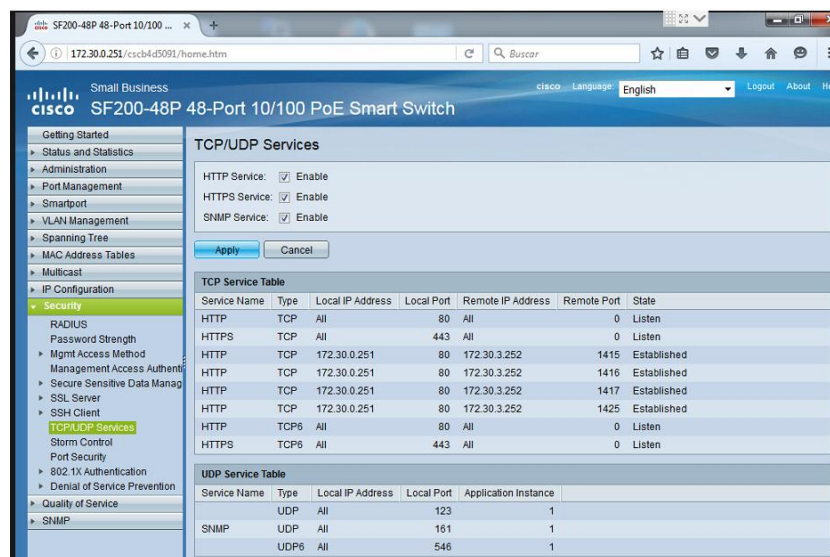 SF200-48P 48-Port 10/100 ...
172.30.0.251/cscb4d5091/home.htm
Buscar
Small Business
cisco Language: English Logout About
CISCO SF200-48P 48-Port 10/100 PoE Smart Switch
Getting Started
Status and Statistics
Administration
Port Management
Smartport
VLAN Management
Spanning Tree
MAC Address Tables
Multicast
IP Configuration
Security
RADIUS
Password Strength
Mgmt Access Method
Management Access Authenti
Secure Sensitive Data Manag
SSL Server
SSH Client
TCP/UDP Services
Storm Control
Port Security
802.1X Authentication
Denial of Service Prevention
Quality of Service
SNMP
TCP/UDP Services
HTTP Service: Enable
HTTPS Service: Enable
SNMP Service: Enable
Apply Cancel
TCP Service Table
Service Name Type Local IP Address Local Port Remote IP Address Remote Port State
HTTP TCP All 80 All 0 Listen
HTTPS TCP All 443 All 0 Listen
HTTP TCP 172.30.0.251 80 172.30.3.252 1415 Established
HTTP TCP 172.30.0.251 80 172.30.3.252 1416 Established
HTTP TCP 172.30.0.251 80 172.30.3.252 1417 Established
HTTP TCP 172.30.0.251 80 172.30.3.252 1425 Established
HTTP TCP6 All 80 All 0 Listen
HTTPS TCP6 All 443 All 0 Listen
UDP Service Table
Service Name Type Local IP Address Local Port Application Instance
UDP All 123 1
SNMP UDP All 161 1
UDP6 All 546 1